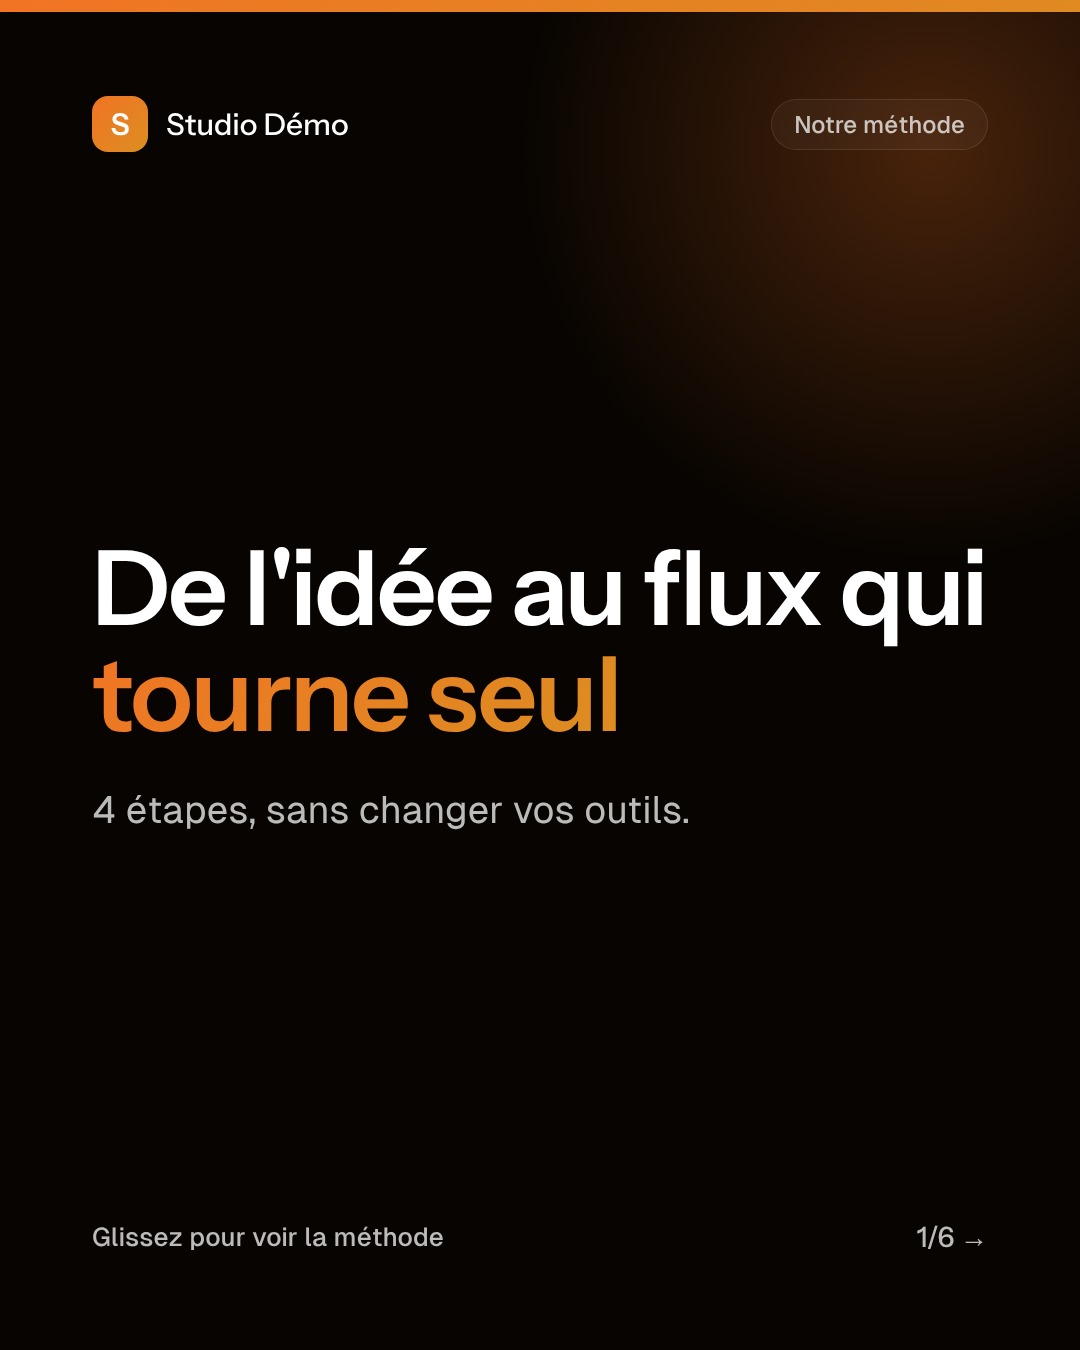 S Studio Démo
Notre méthode
De l'idée au flux qui
tourne seul
4 étapes, sans changer vos outils.
Glissez pour voir la méthode
1/6 →